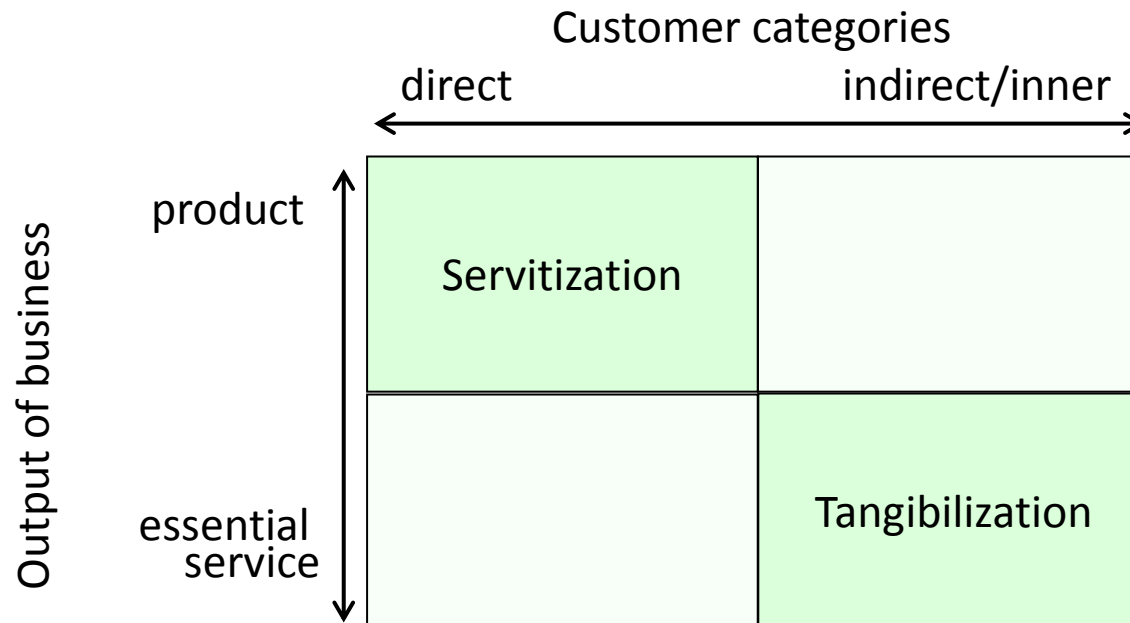 Customer categories
direct
indirect/inner
product
Servitization
Output of business
essential
service
Tangibilization